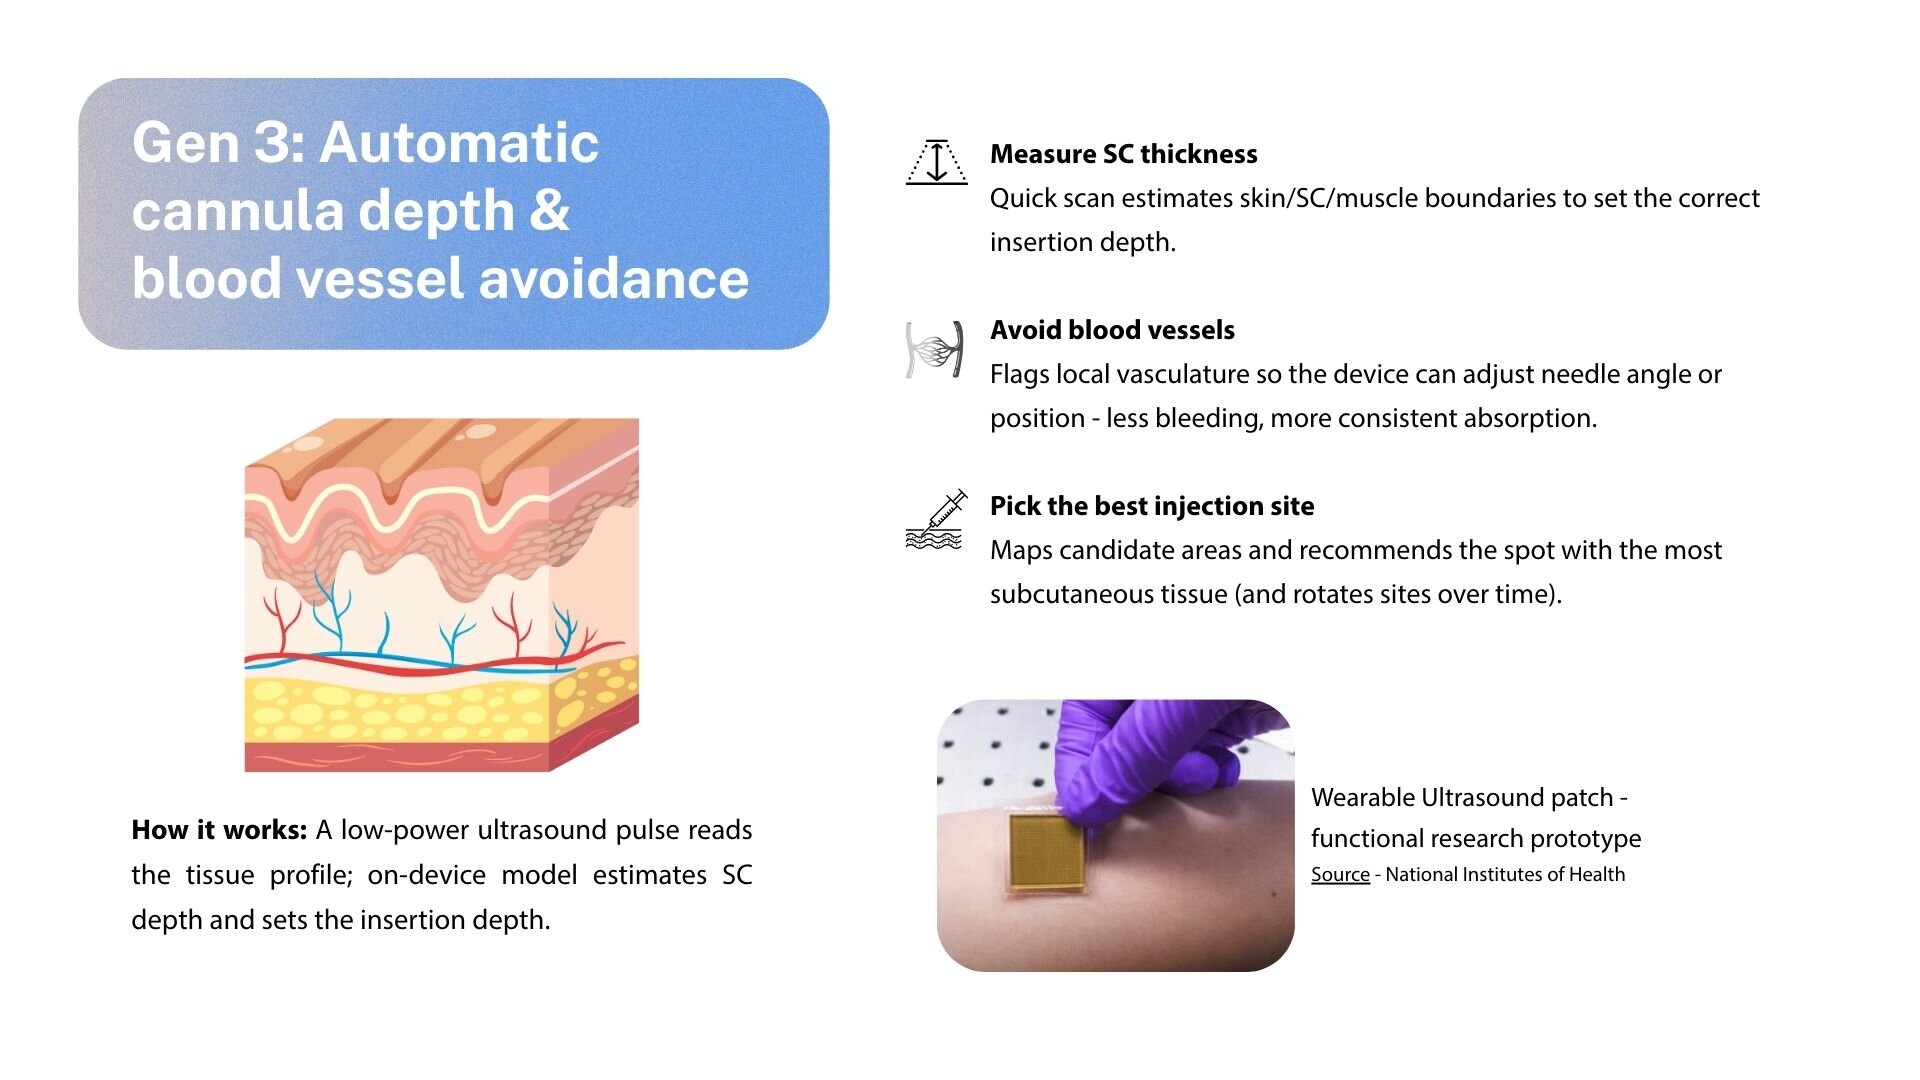 Gen 3: Automatic
cannula depth &
blood vessel avoidance
How it works: A low-power ultrasound pulse reads
the tissue profile; on-device model estimates SC
depth and sets the insertion depth.
Measure SC thickness
Quick scan estimates skin/SC/muscle boundaries to set the correct
insertion depth.
Avoid blood vessels
Flags local vasculature so the device can adjust needle angle or
position - less bleeding, more consistent absorption.
Pick the best injection site
Maps candidate areas and recommends the spot with the most
subcutaneous tissue (and rotates sites over time).
Wearable Ultrasound patch -
functional research prototype
Source - National Institutes of Health